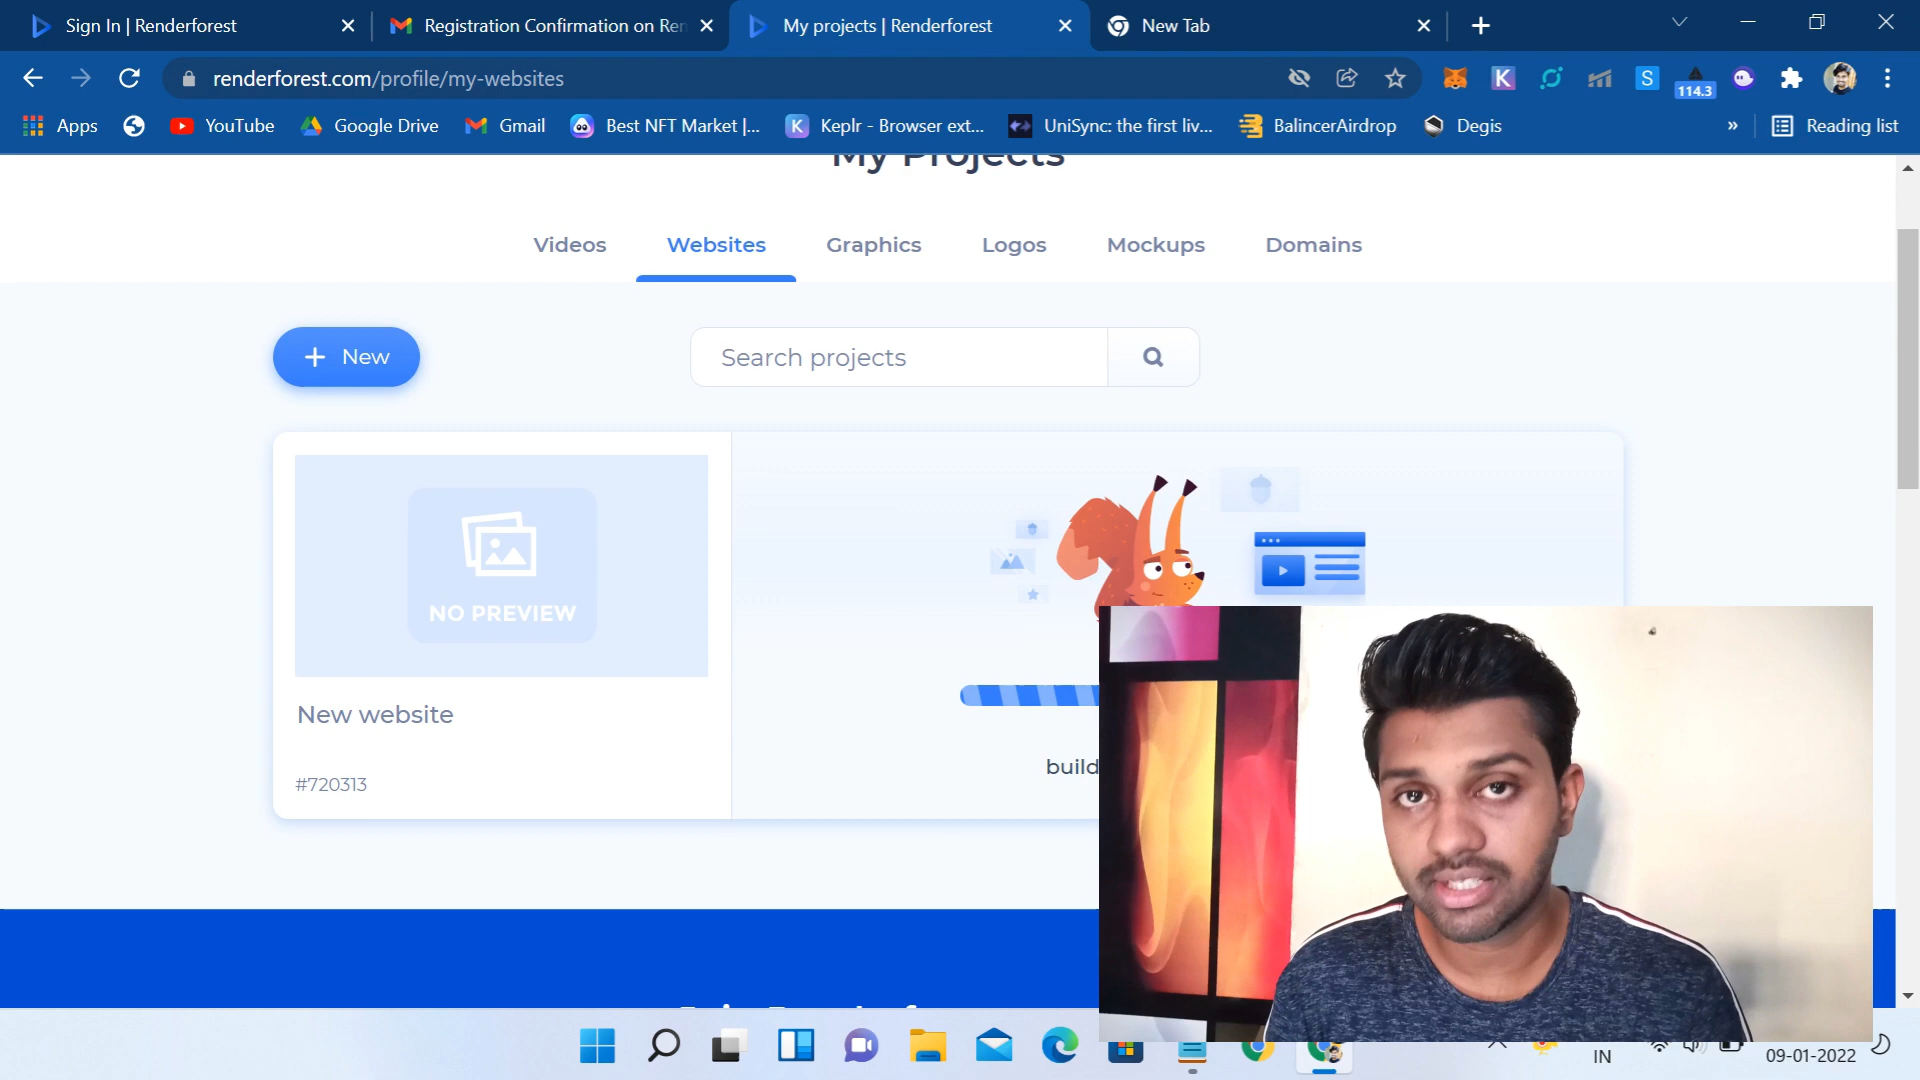 Sign In | Renderforest
Registration Confirmation on Ren
My projects | Renderforest
New Tab
renderforest.com/profile/my-websites
K
S
114.3
Apps
YouTube
Google Drive
Gmail
Best NFT Market |...
K
Keplr - Browser ext...
UniSync: the first liv...
BalincerAirdrop
Degis
»
Reading list
My Projects
Videos
Websites
Graphics
Logos
Mockups
Domains
+ New
Search projects
NO PREVIEW
New website
#720313
build
IN
09-01-2022